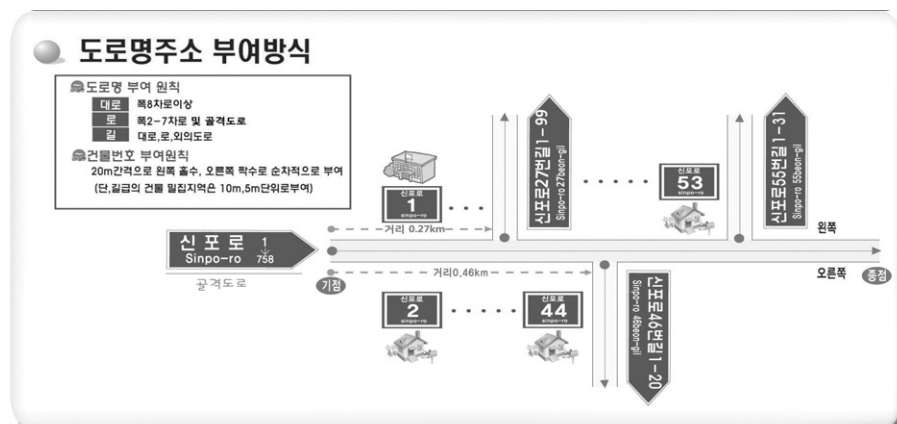 도로명주소 부여방식
도로명 부여 원칙
대로 폭8차로이상
로 폭2-7차로 및 골격도로
길 대로,로,외의도로
건물번호 부여원칙
20m간격으로 왼쪽 홀수, 오른쪽 짝수로 순차적으로 부여
(단,길급의 건물 밀집지역은 10m,5m단위로부여)
신포로27번길1-99
Sinpo-ro 27beon-gil
신포로55번길1-31
Sinpo-ro 55beon-gil
신포로
1
sinpo-ro
신포로
53
sinpo-ro
거리 0.27km
왼쪽
신포로 1
Sinpo-ro 758
골격도로
기점
거리0,46km
오른쪽
종점
신포로
2
sinpo-ro
신포로
44
sinpo-ro
신포로46번길1-20
Sinpo-ro 46beon-gil